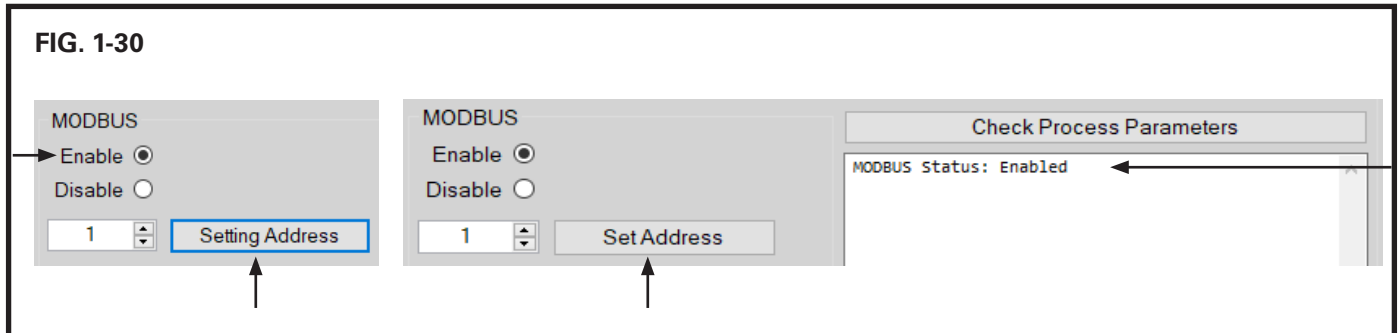 FIG. 1-30
MODBUS
Enable
Disable
1
Setting Address
MODBUS
Enable
Disable
1
Set Address
Check Process Parameters
MODBUS Status: Enabled